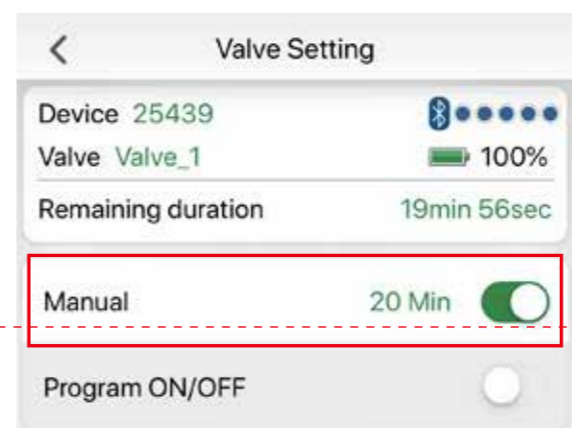 Valve Setting
Device 25439
Valve Valve_1 100%
Remaining duration 19min 56sec
Manual 20 Min
Program ON/OFF